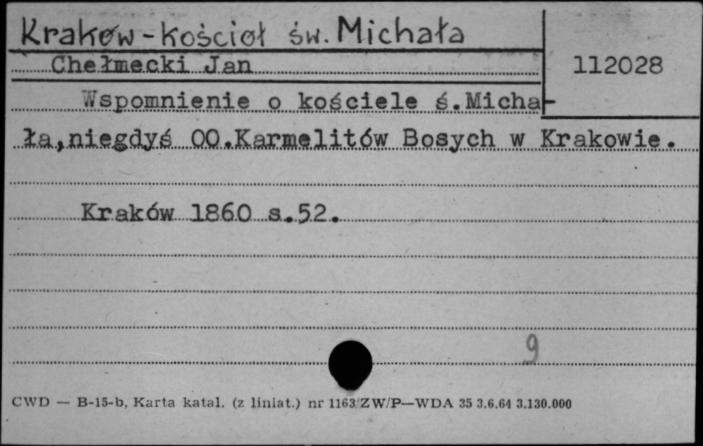 Kraków - kościoł św. Michała
Chełmecki Jan
112028
Wspomnienie o kościele ś.Micha-
ła,niegdyś OO.Karmelitów Bosych w Krakowie.
Kraków 1860 s.52.
9
CWD — B-15-b, Karta katal. (z liniat.) nr 1163/ZW/P—WDA 35 3.6.64 3.130.000